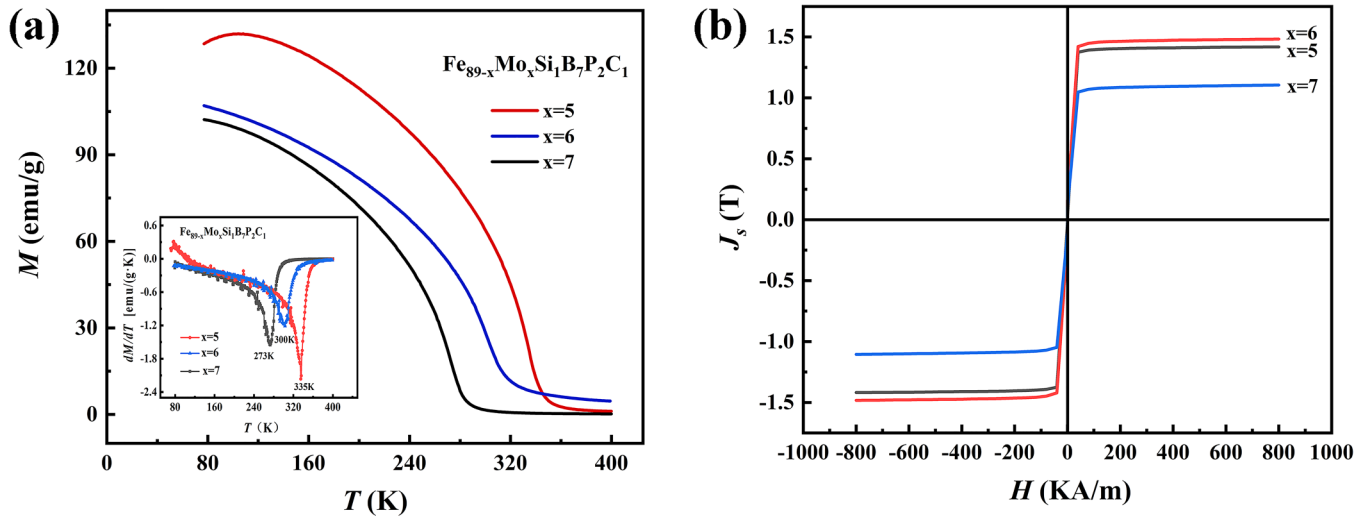 (a)
M (emu/g)
120
90
60
30
0
Fe₈₉₋ₓMoₓSi₁B₇P₂C₁
x=5
x=6
x=7
dM/dT [emu/(g·K)]
0.6
0.0
-0.6
-1.2
-1.8
-2.4
Fe₈₉₋ₓMoₓSi₁B₇P₂C₁
x=5
x=6
x=7
300K
273K
335K
80 160 240 320 400
T (K)
0 80 160 240 320 400
T (K)
(b)
Jₛ (T)
1.5
1.0
0.5
0.0
-0.5
-1.0
-1.5
x=6
x=5
x=7
-1000 -800 -600 -400 -200 0 200 400 600 800 1000
H (KA/m)